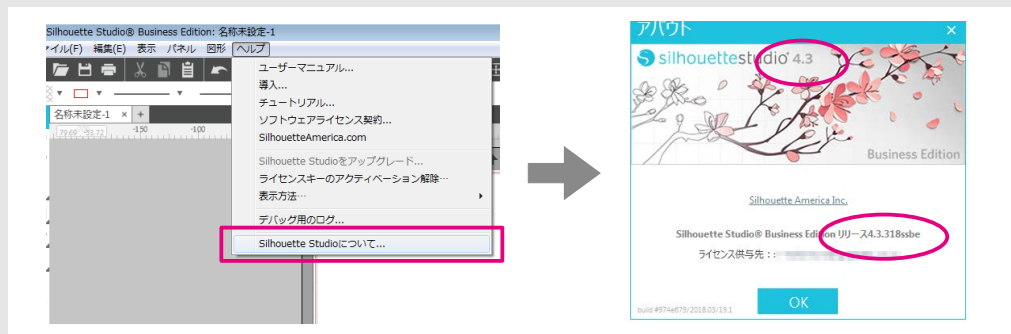 Silhouette Studio® Business Edition: 名称未設定-1
イル(F) 編集(E) 表示 パネル 図形 ヘルプ
名称未設定-1 × +
-150 -100
ユーザーマニュアル...
導入...
チュートリアル...
ソフトウェアライセンス契約...
SilhouetteAmerica.com
Silhouette Studioをアップグレード...
ライセンスキーのアクティベーション解除…
表示方法…
デバッグ用のログ...
Silhouette Studioについて...
アバウト
silhouettestudio® 4.3
Business Edition
Silhouette America Inc.
Silhouette Studio® Business Edition リリース4.3.318ssbe
ライセンス供与先：:
OK
build #974e679/2018.03/19.1